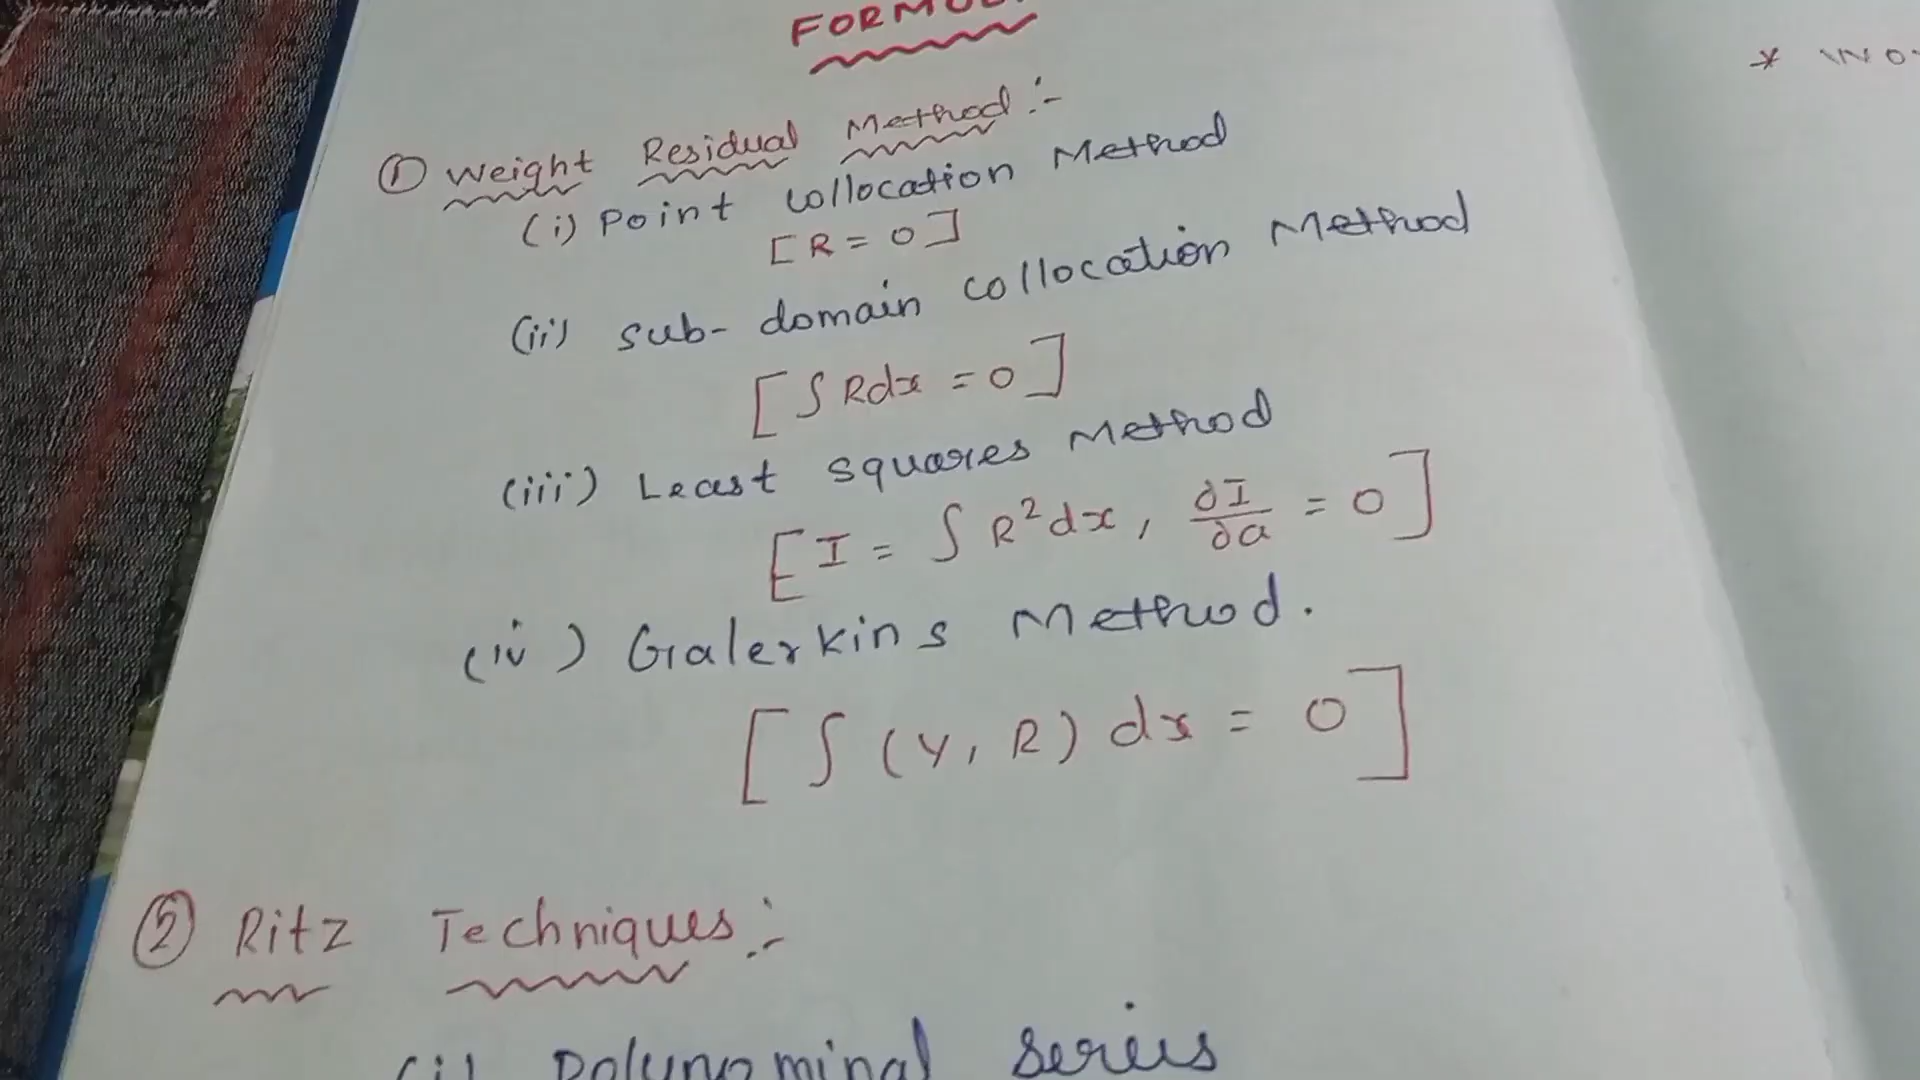 ① Weight Residual Method :-
(i) Point collocation Method
[R = 0]
(ii) sub-domain collocation Method
[∫ Rdx = 0]
(iii) Least squares Method
[I = ∫ R²dx, ∂I/∂a = 0]
(iv) Galerkins Method.
[∫ (Y, R) dx = 0]
② Ritz Techniques :-
(i) Polynominal series